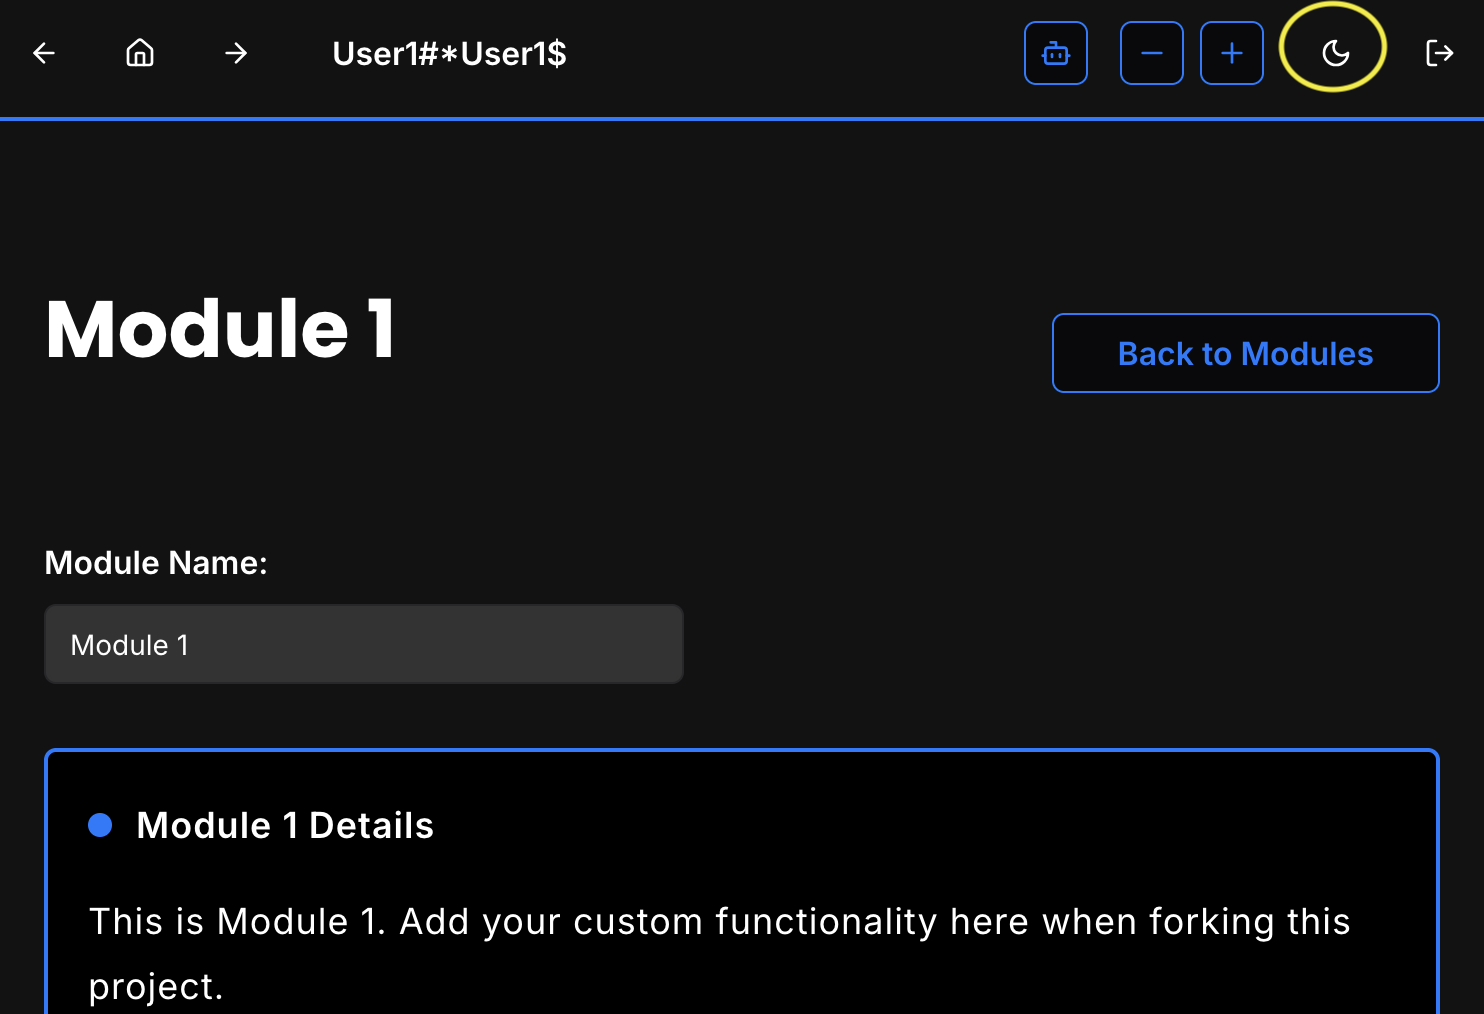 User1#*User1$
Module 1
Back to Modules
Module Name:
Module 1
Module 1 Details
This is Module 1. Add your custom functionality here when forking this
project.